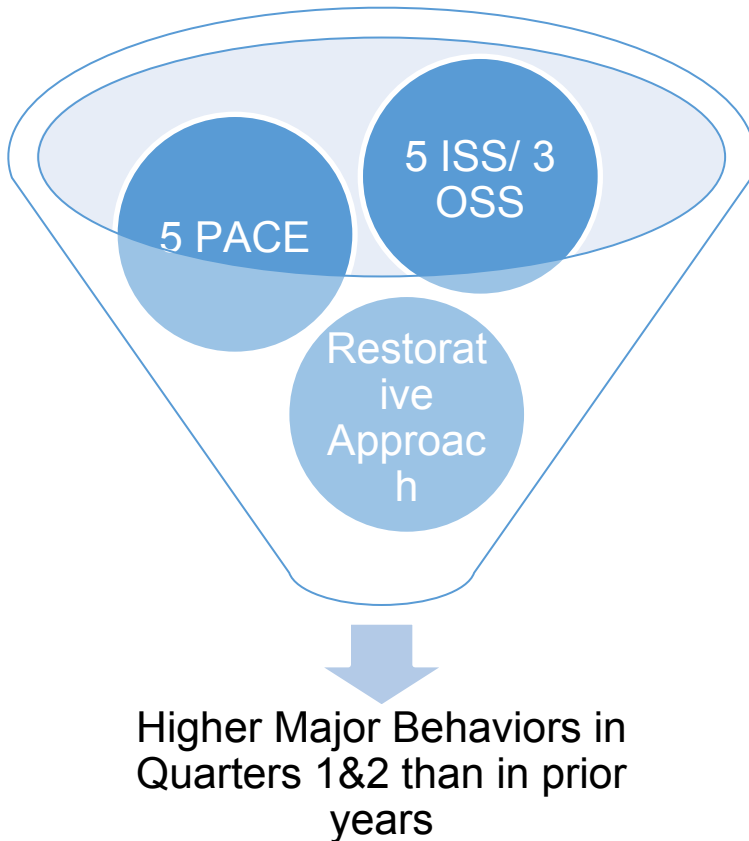 5 ISS/ 3
OSS
5 PACE
Restorat
ive
Approac
h
Higher Major Behaviors in
Quarters 1&2 than in prior
years